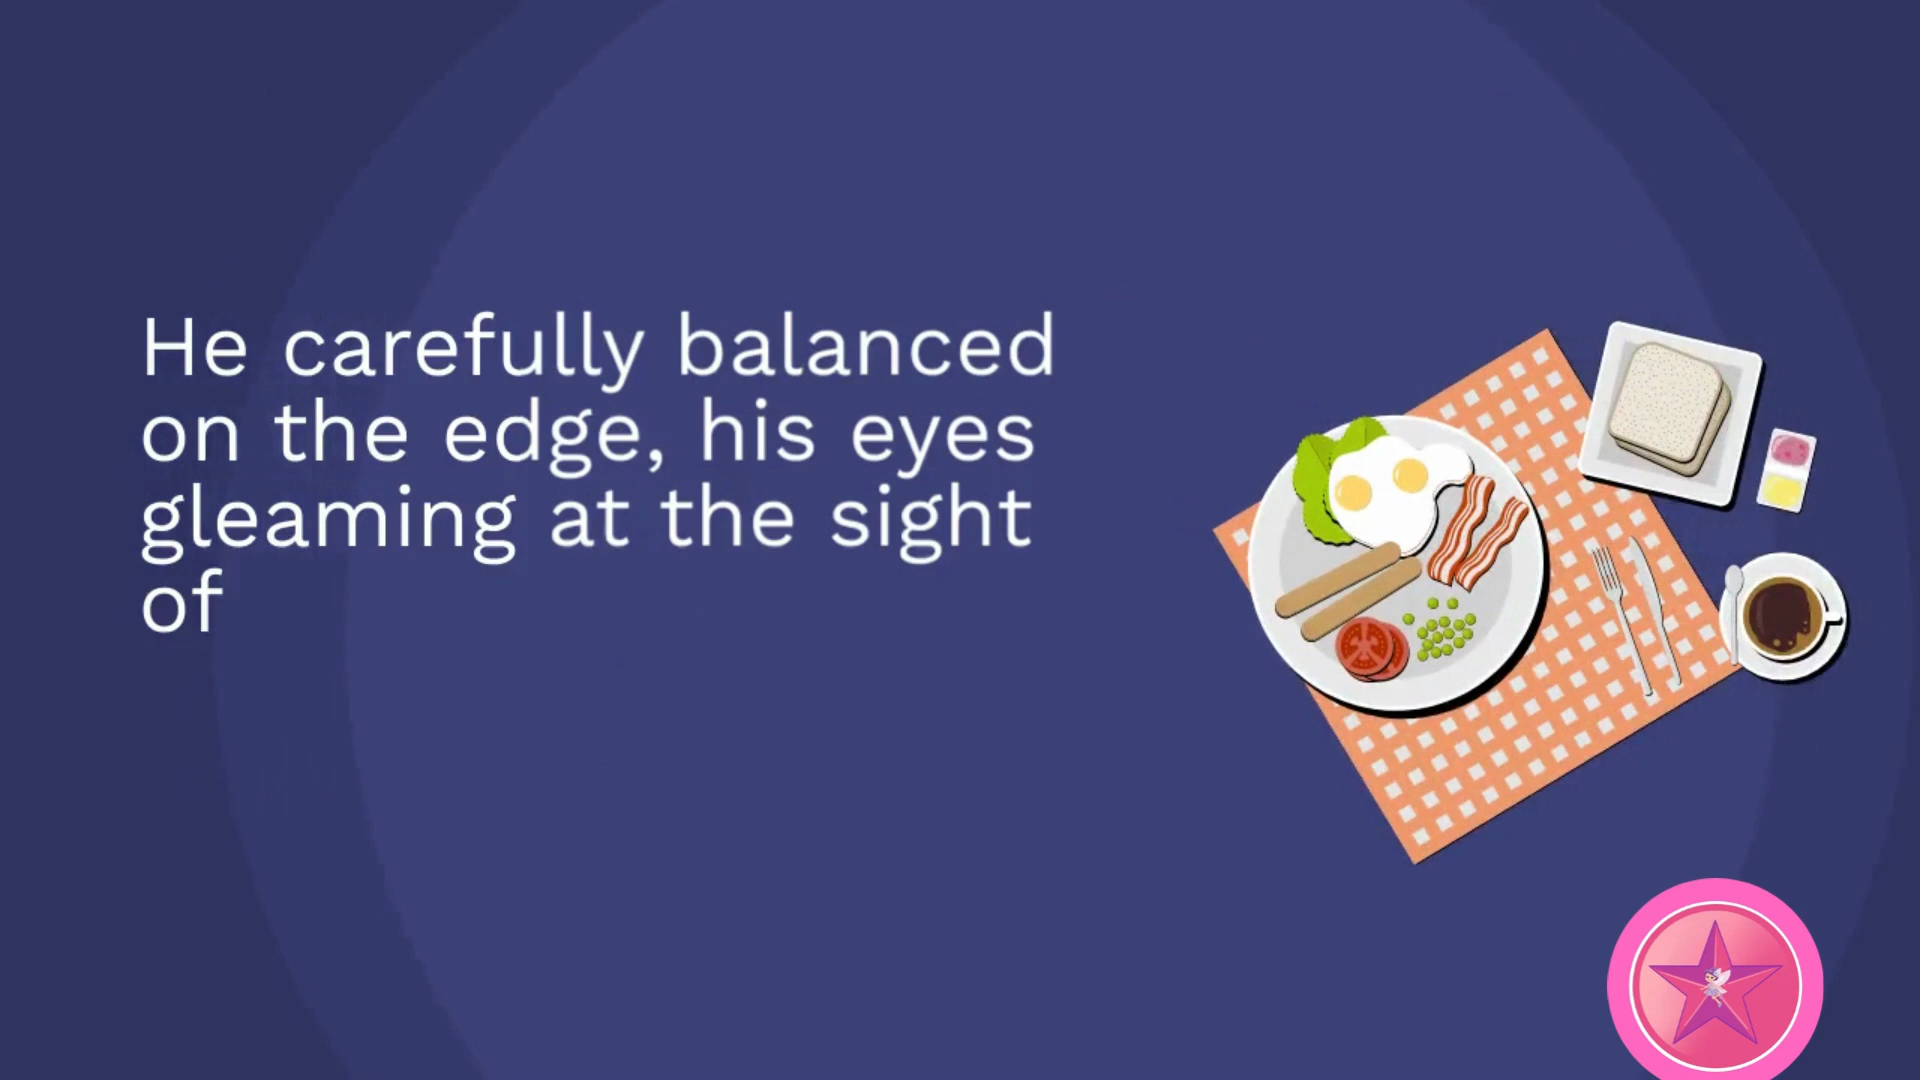 He carefully balanced
on the edge, his eyes
gleaming at the sight
of